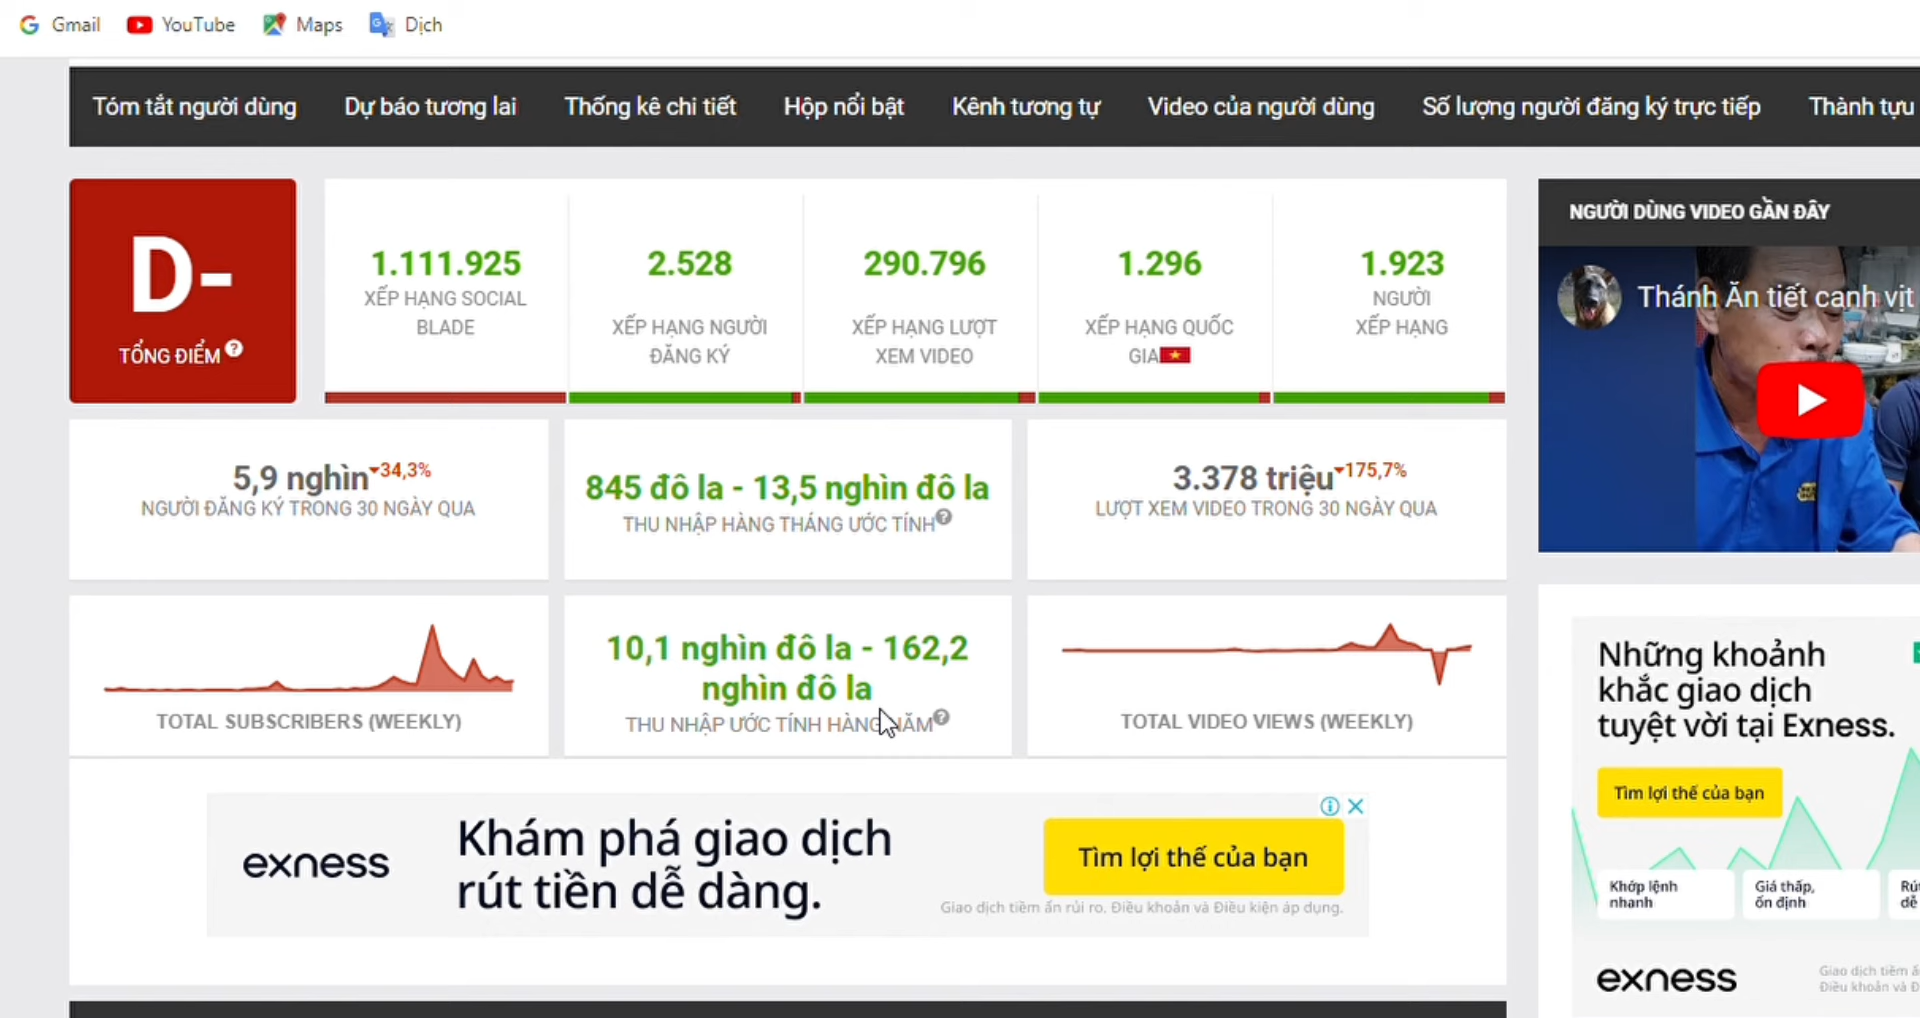 Gmail
YouTube
Maps
Dịch
Tóm tắt người dùng
Dự báo tương lai
Thống kê chi tiết
Hộp nổi bật
Kênh tương tự
Video của người dùng
Số lượng người đăng ký trực tiếp
Thành tựu
D-
TỔNG ĐIỂM
1.111.925
XẾP HẠNG SOCIAL
BLADE
2.528
XẾP HẠNG NGƯỜI
ĐĂNG KÝ
290.796
XẾP HẠNG LƯỢT
XEM VIDEO
1.296
XẾP HẠNG QUỐC
GIA
1.923
NGƯỜI
XẾP HẠNG
5,9 nghìn 34,3%
NGƯỜI ĐĂNG KÝ TRONG 30 NGÀY QUA
845 đô la - 13,5 nghìn đô la
THU NHẬP HÀNG THÁNG ƯỚC TÍNH
3.378 triệu 175,7%
LƯỢT XEM VIDEO TRONG 30 NGÀY QUA
TOTAL SUBSCRIBERS (WEEKLY)
10,1 nghìn đô la - 162,2
nghìn đô la
THU NHẬP ƯỚC TÍNH HÀNG NĂM
TOTAL VIDEO VIEWS (WEEKLY)
exness
Khám phá giao dịch
rút tiền dễ dàng.
Tìm lợi thế của bạn
Giao dịch tiềm ẩn rủi ro. Điều khoản và Điều kiện áp dụng.
NGƯỜI DÙNG VIDEO GẦN ĐÂY
Thánh Ăn tiết canh vịt
Những khoảnh
khắc giao dịch
tuyệt vời tại Exness.
Tìm lợi thế của bạn
Khớp lệnh
nhanh
Giá thấp,
ổn định
exness
Giao dịch tiềm
Điều khoản và